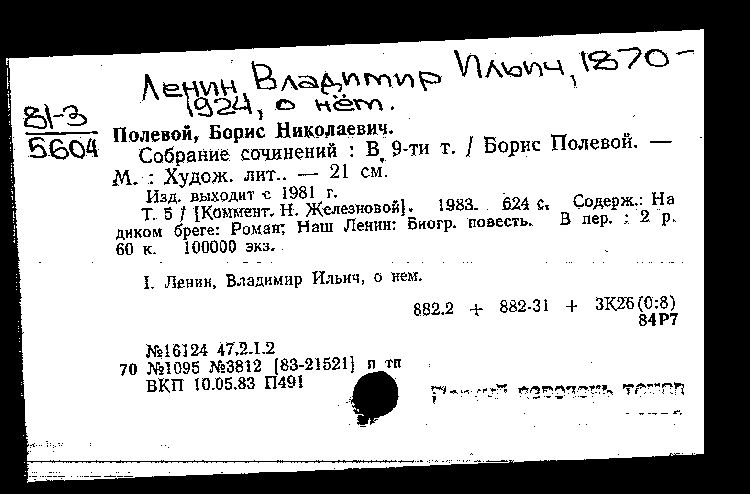 Ленин, Владимир Ильич, 1870-
1924, о нём.
81-3
5604
Полевой, Борис Николаевич.
Собрание сочинений : В 9-ти т. / Борис Полевой. —
М. : Худож. лит.. — 21 см.
Изд. выходит с 1981 г.
Т. 5 / [Коммент. Н. Железновой]. 1983. 624 с. Содерж.: На
диком бреге: Роман; Наш Ленин: Биогр. повесть. В пер. : 2 р.
60 к. 100000 экз.
I. Ленин, Владимир Ильич, о нем.
882.2 + 882-31 + 3К26(0:8)
84Р7
№16124 47.2.1.2
70 №1095 №3812 [83-21521] п тп
ВКП 10.05.83 П491